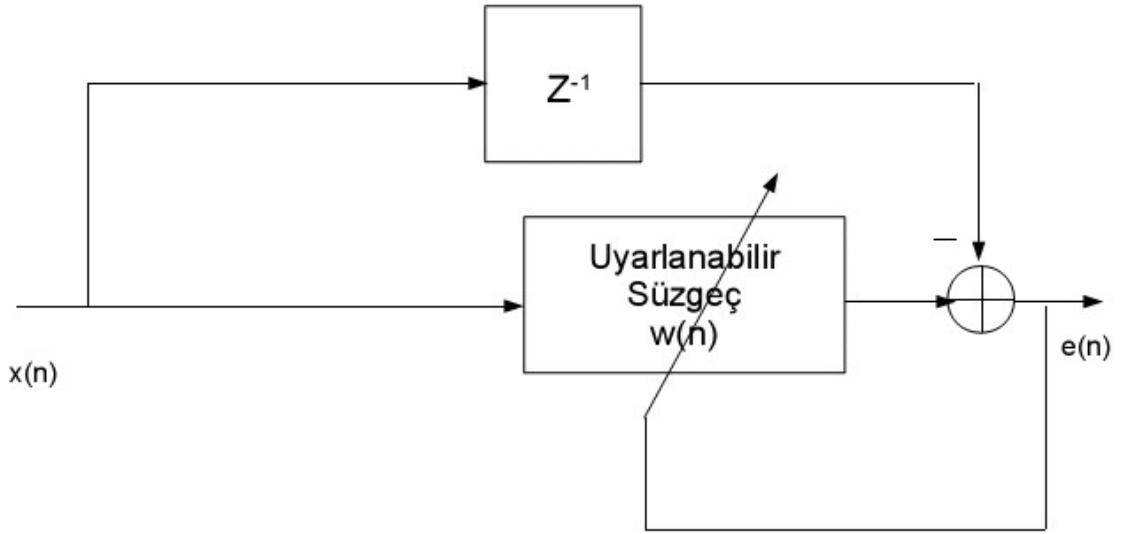 Z⁻¹
Uyarlanabilir
Süzgeç
w(n)
—
x(n)
e(n)